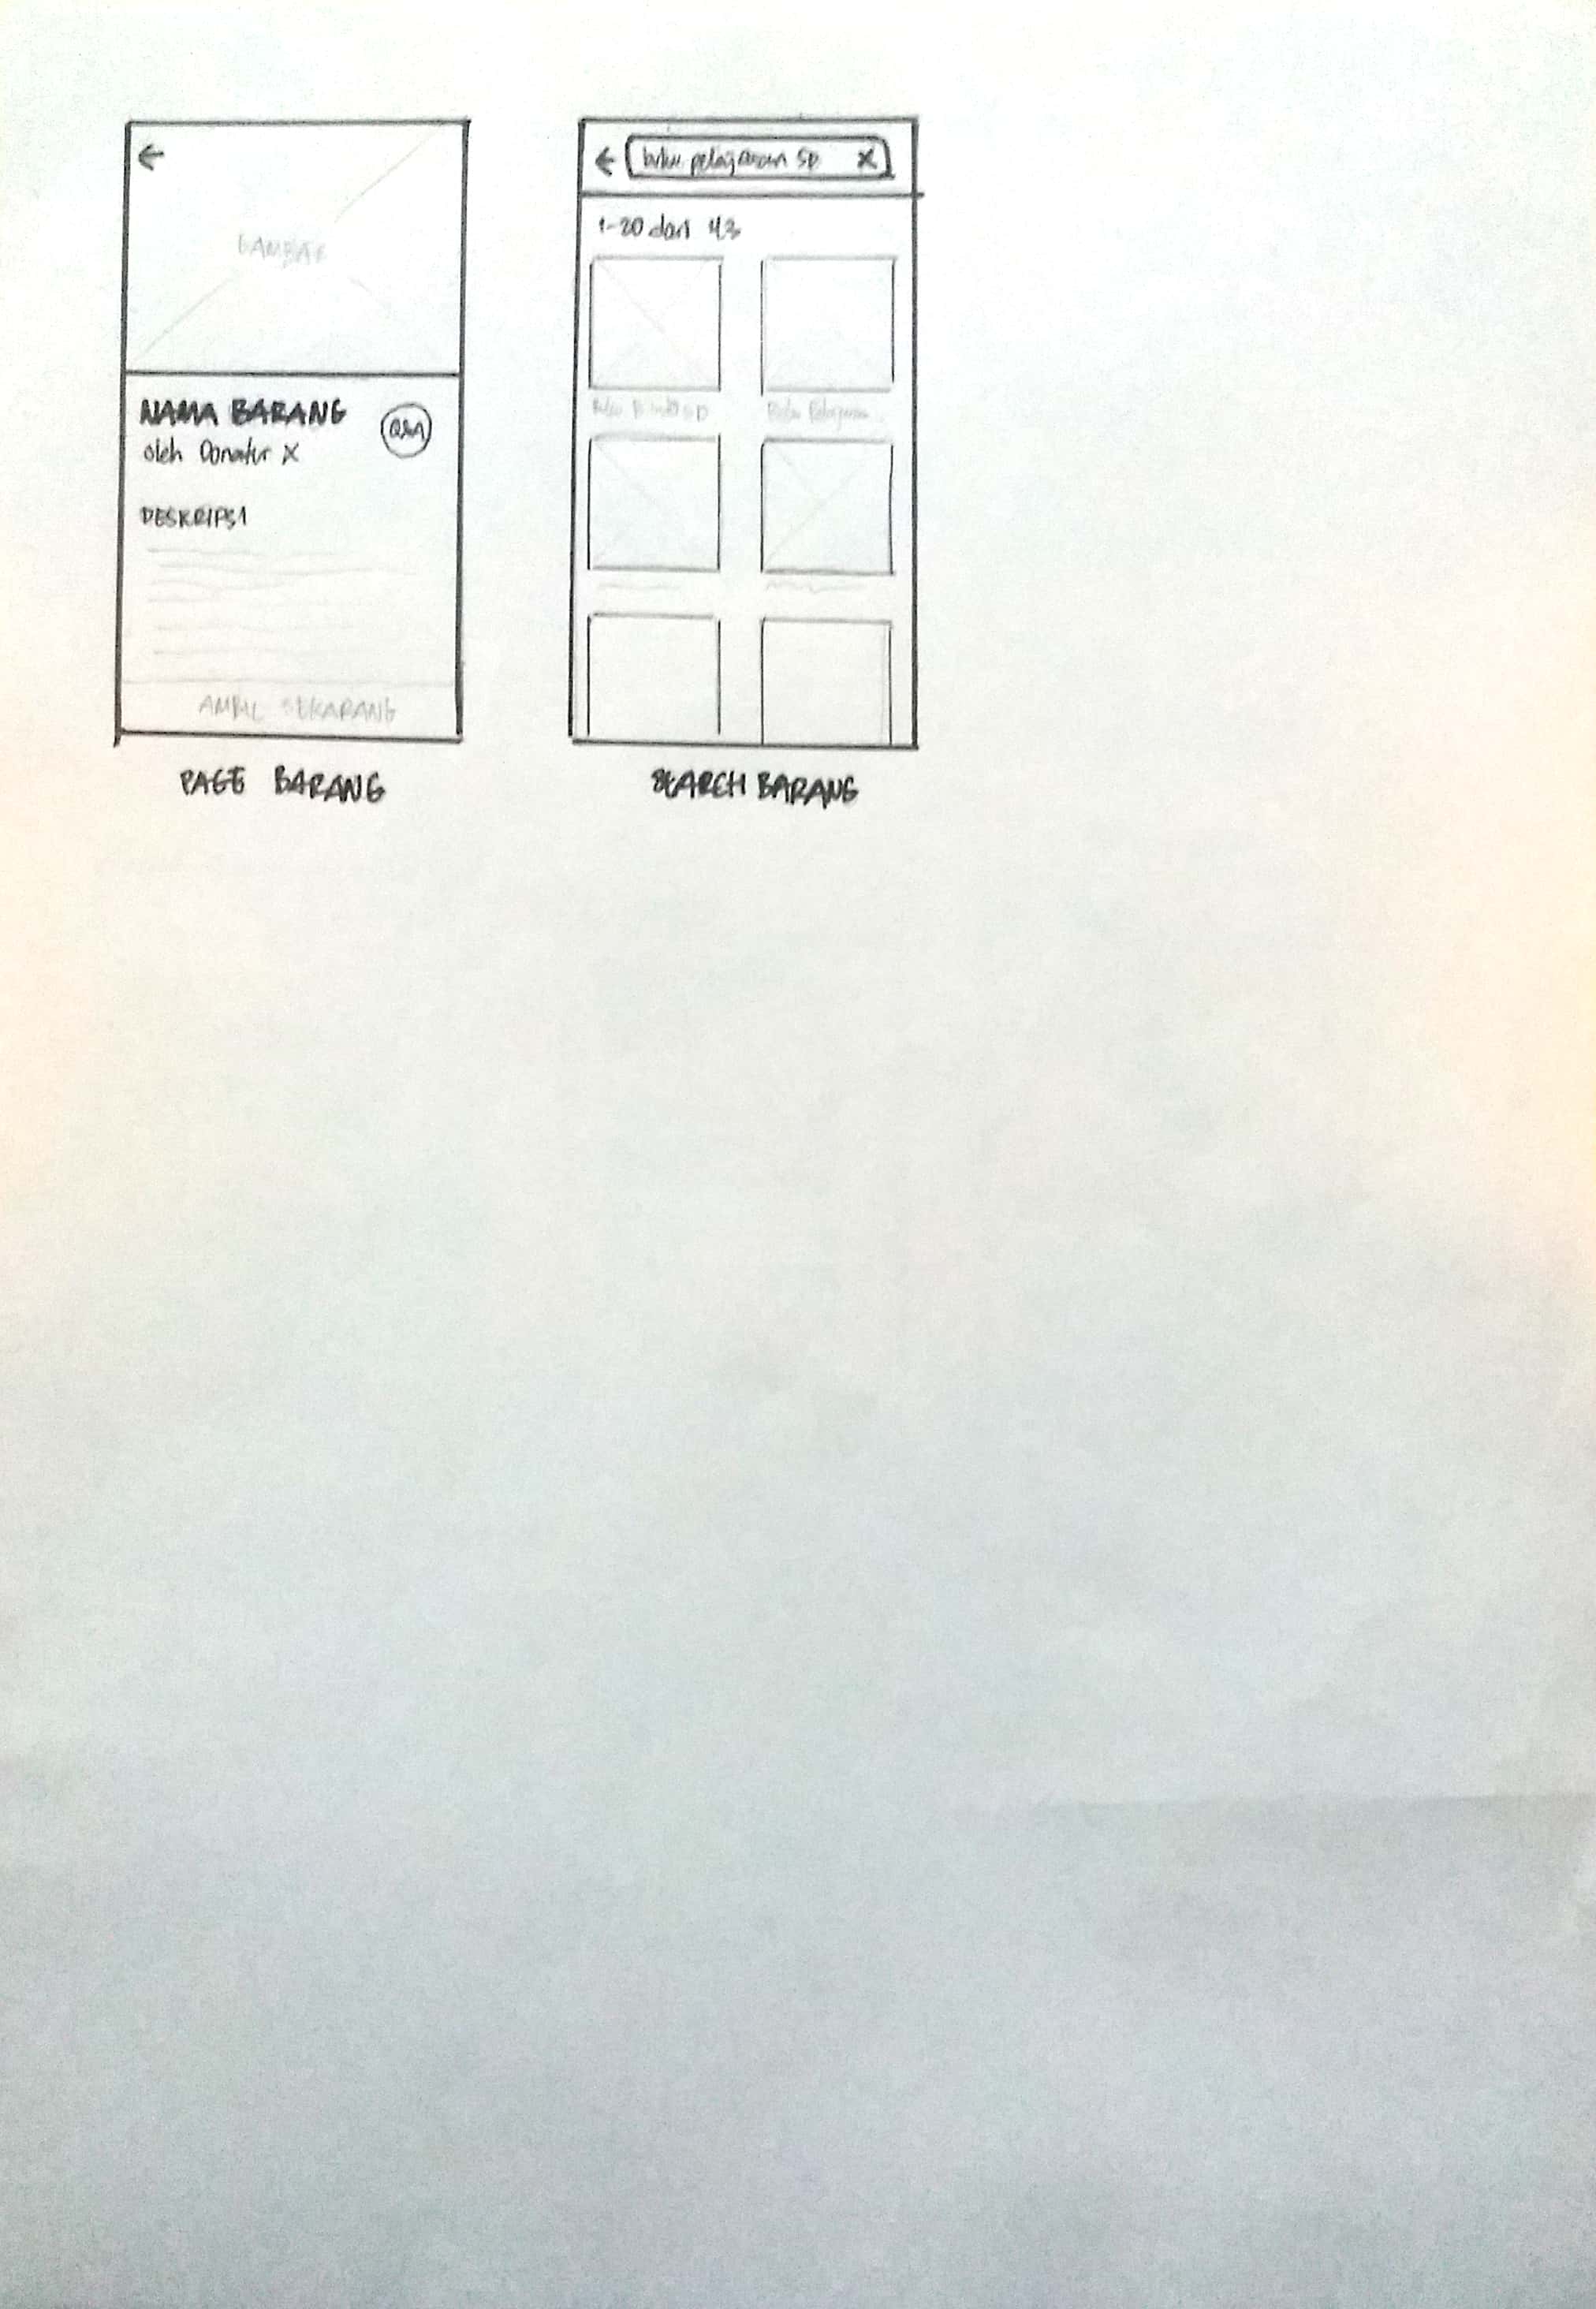 ←
GAMBAR
NAMA BARANG
oleh Donatur X
Q&A
DESKRIPSI
AMBIL SEKARANG
PAGE BARANG
← buku pelajaran SD X
1-20 dari 43
Buku SD
Buku Pelajaran...
SEARCH BARANG